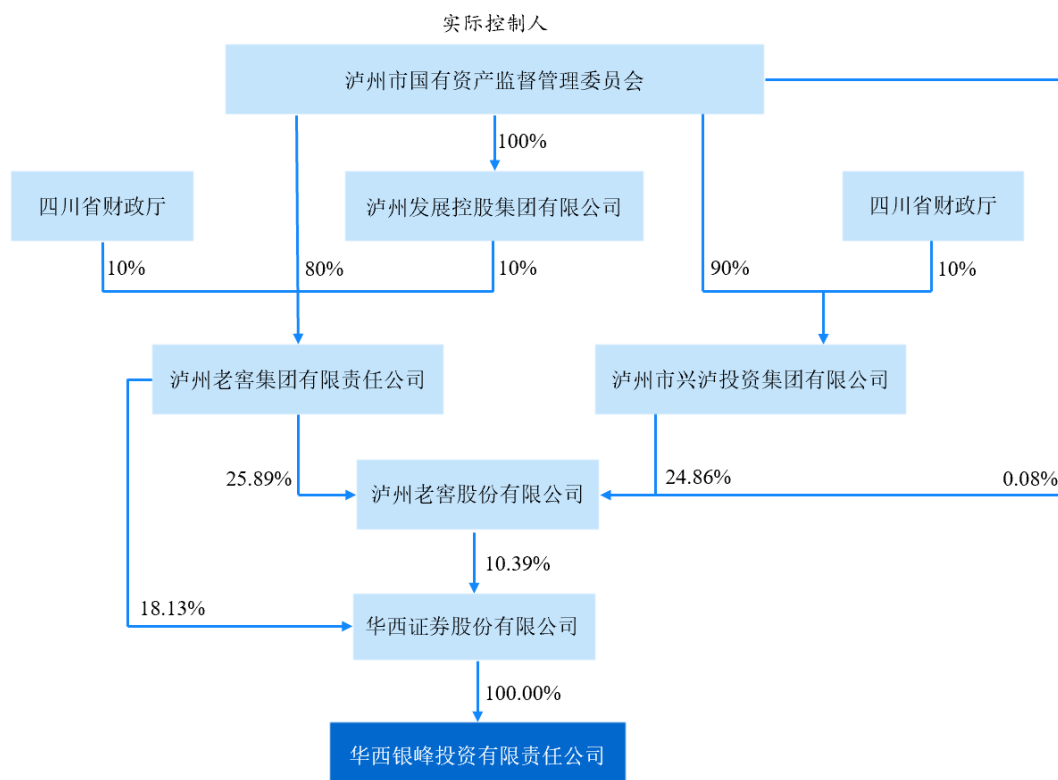 实际控制人
泸州市国有资产监督管理委员会
100%
四川省财政厅
泸州发展控股集团有限公司
四川省财政厅
10%
80%
10%
90%
10%
泸州老窖集团有限责任公司
泸州市兴泸投资集团有限公司
25.89%
泸州老窖股份有限公司
24.86%
0.08%
10.39%
18.13%
华西证券股份有限公司
100.00%
华西银峰投资有限责任公司